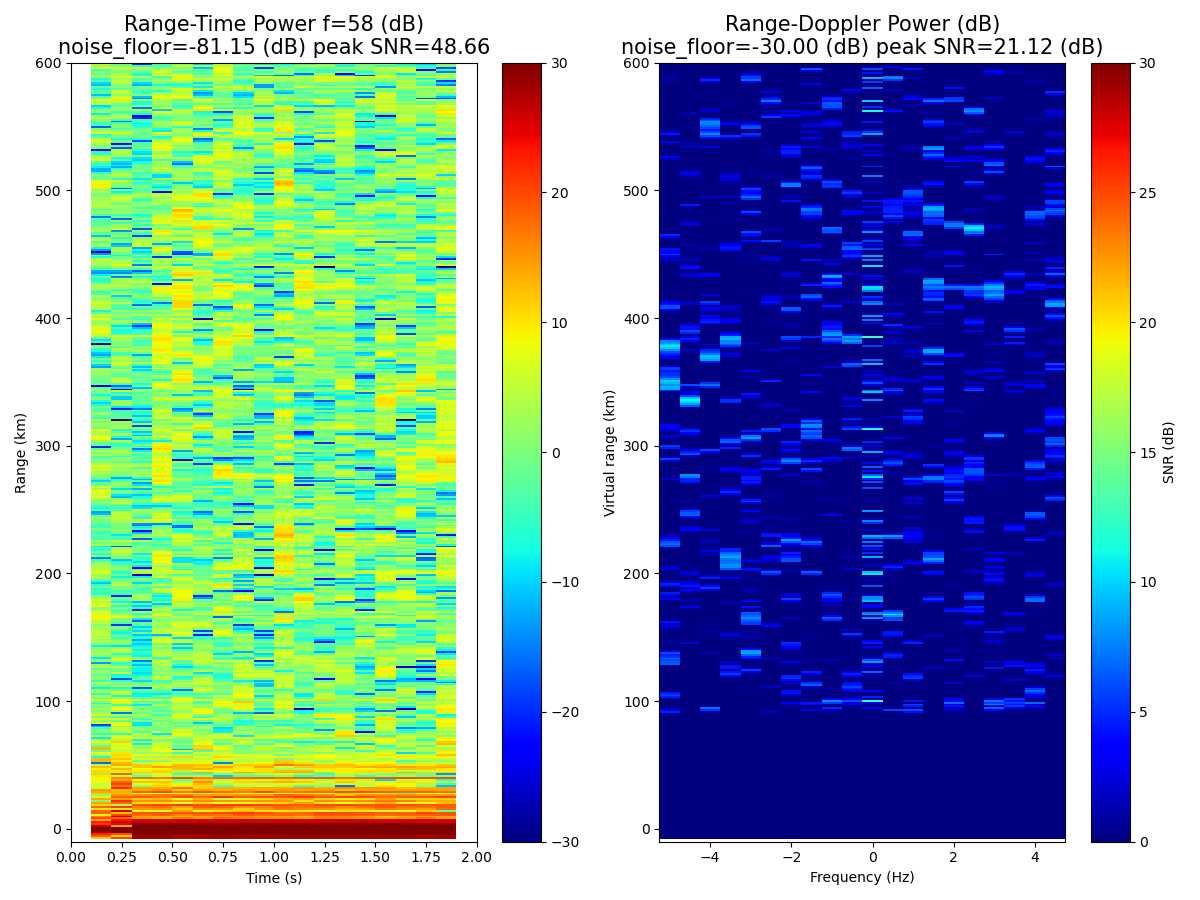 Range-Time Power f=58 (dB)
noise_floor=-81.15 (dB) peak SNR=48.66
Range-Doppler Power (dB)
noise_floor=-30.00 (dB) peak SNR=21.12 (dB)
600
500
400
300
200
100
0
Range (km)
0.00 0.25 0.50 0.75 1.00 1.25 1.50 1.75 2.00
Time (s)
30
20
10
0
−10
−20
−30
600
500
400
300
200
100
0
Virtual range (km)
−4 −2 0 2 4
Frequency (Hz)
30
25
20
15
10
5
0
SNR (dB)